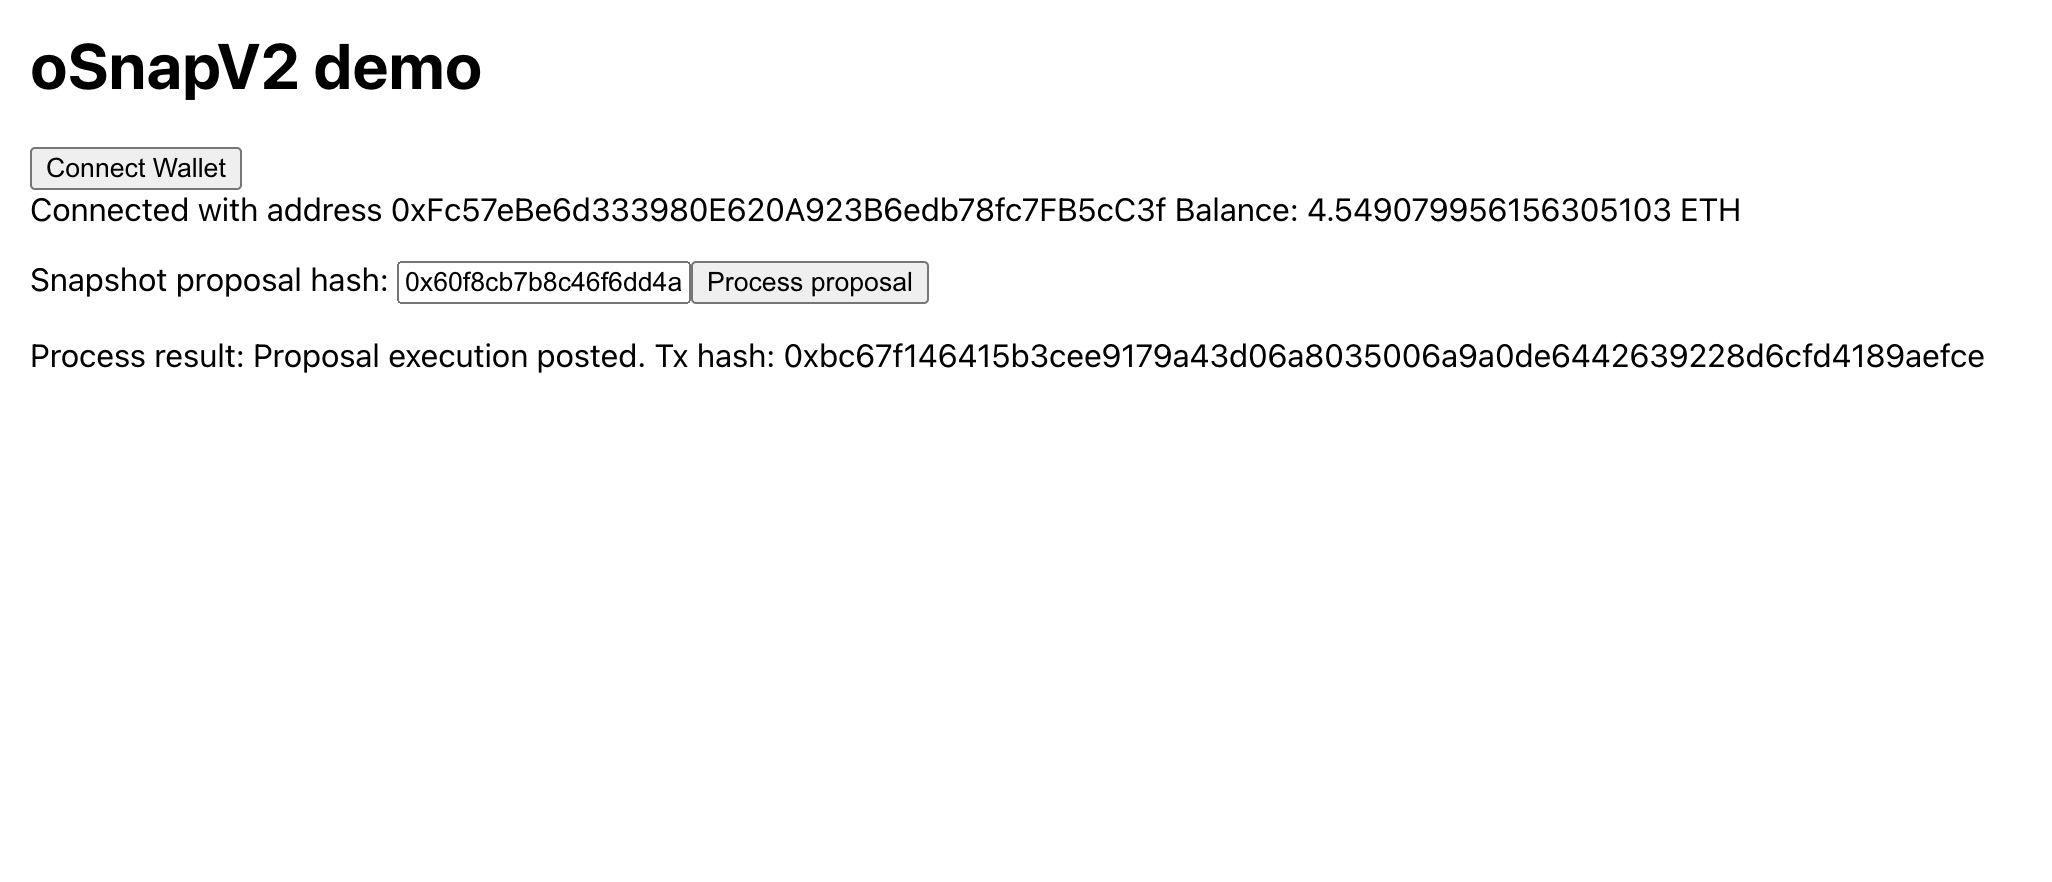 oSnapV2 demo
Connect Wallet
Connected with address 0xFc57eBe6d333980E620A923B6edb78fc7FB5cC3f Balance: 4.549079956156305103 ETH
Snapshot proposal hash: 0x60f8cb7b8c46f6dd4a Process proposal
Process result: Proposal execution posted. Tx hash: 0xbc67f146415b3cee9179a43d06a8035006a9a0de6442639228d6cfd4189aefce